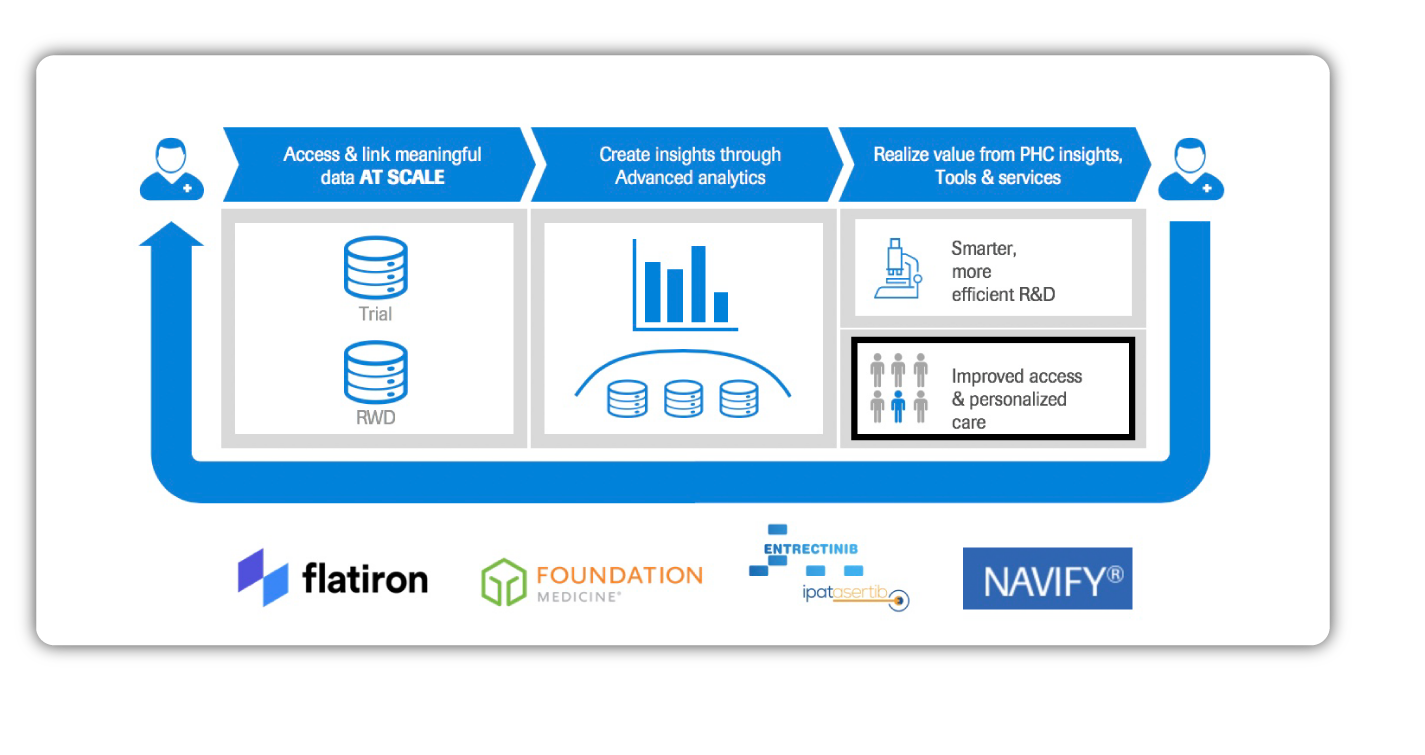 Access & link meaningful
data AT SCALE
Create insights through
Advanced analytics
Realize value from PHC insights,
Tools & services
Trial
RWD
Smarter,
more
efficient R&D
Improved access
& personalized
care
flatiron
FOUNDATION
MEDICINE®
ENTRECTINIB
ipatasertib
NAVIFY®